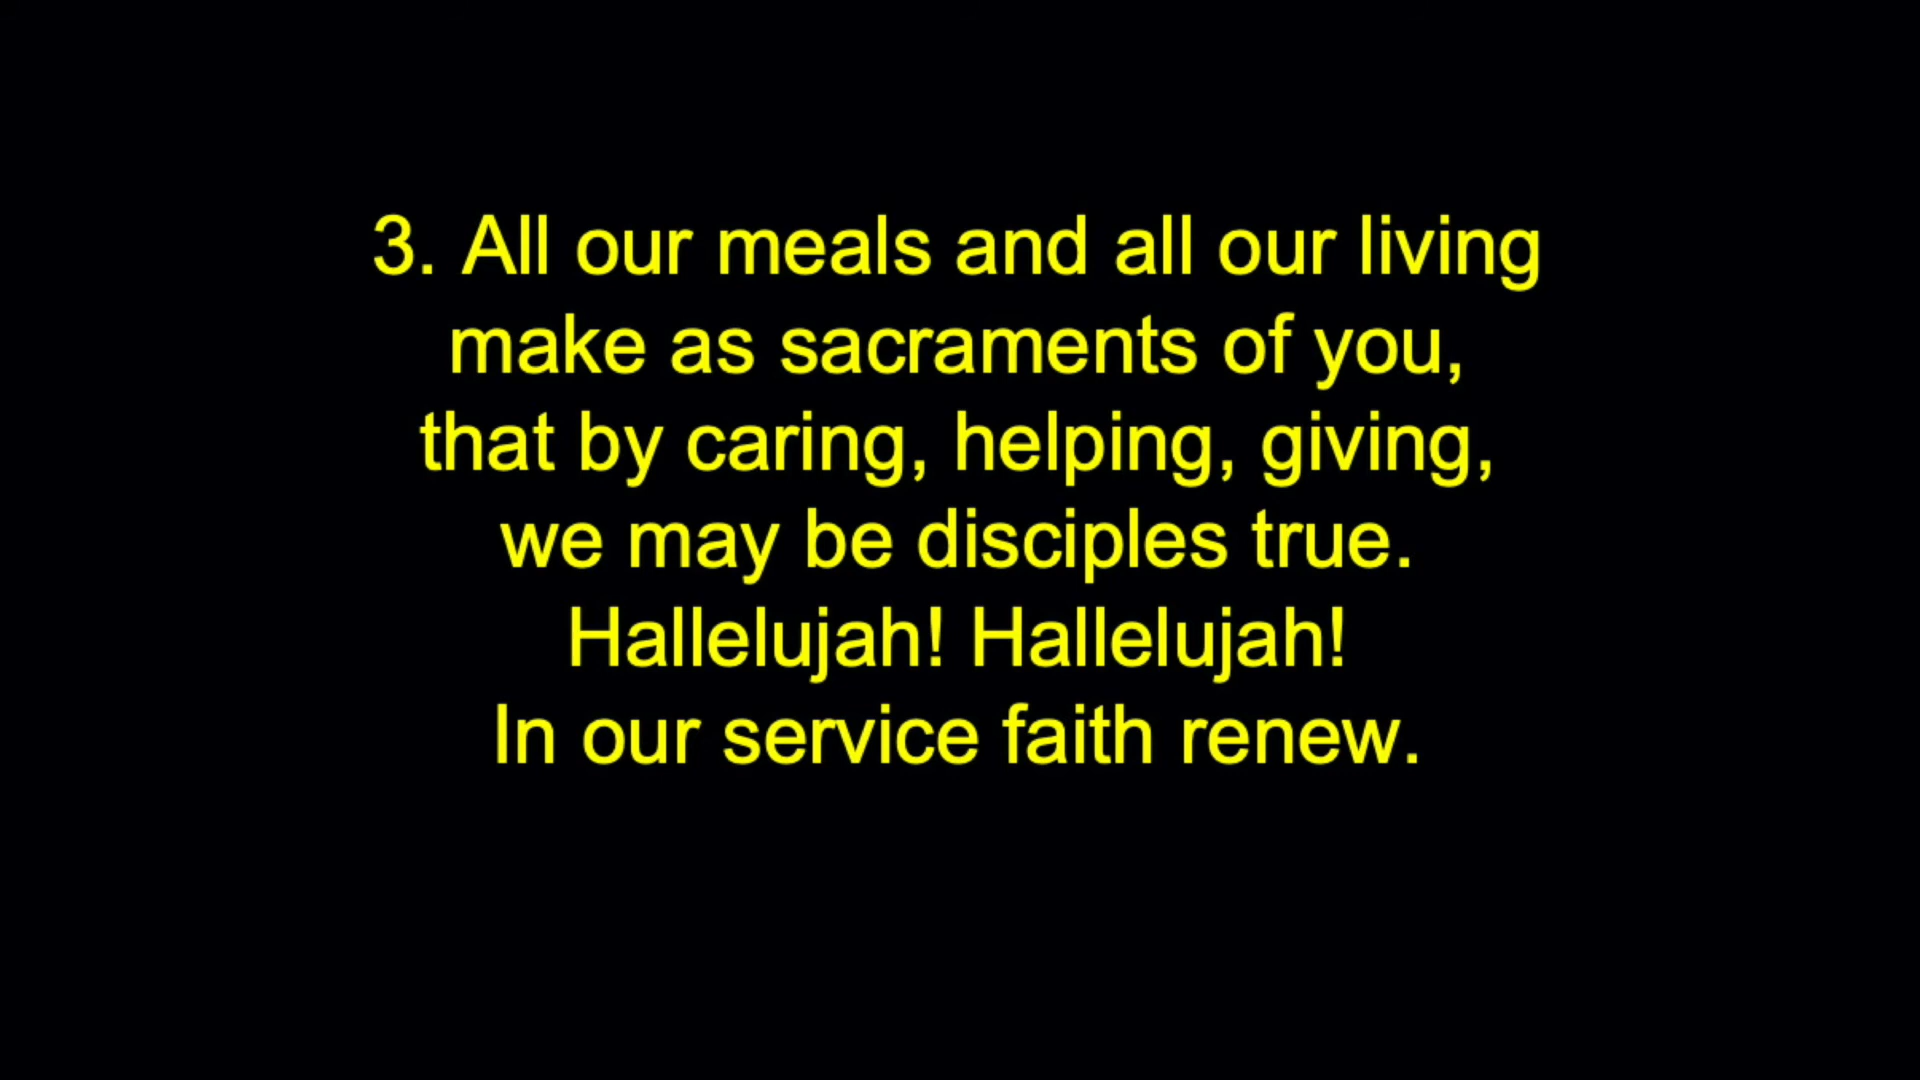 3. All our meals and all our living
make as sacraments of you,
that by caring, helping, giving,
we may be disciples true.
Hallelujah! Hallelujah!
In our service faith renew.